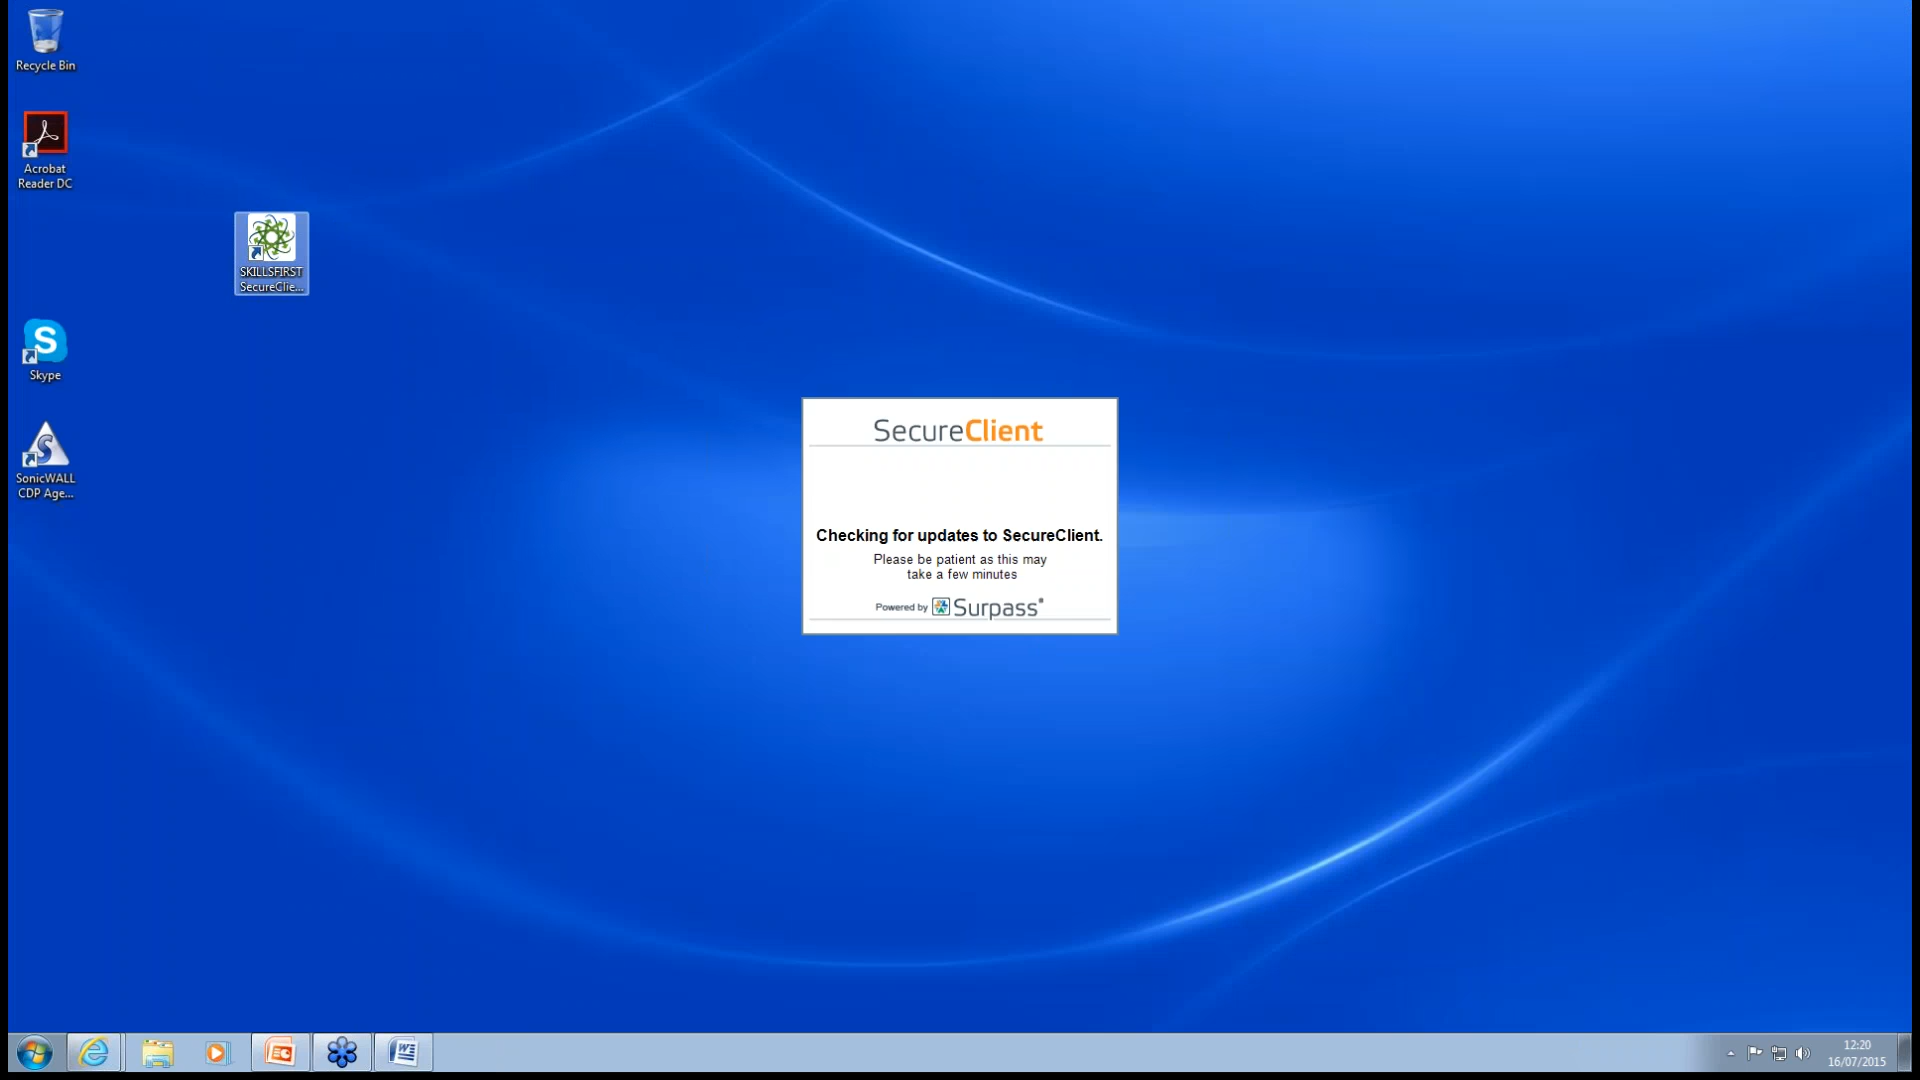 Recycle Bin
Acrobat
Reader DC
SKILLSFIRST
SecureClie...
Skype
SonicWALL
CDP Age...
SecureClient
Checking for updates to SecureClient.
Please be patient as this may
take a few minutes
Powered by Surpass
12:20
16/07/2015